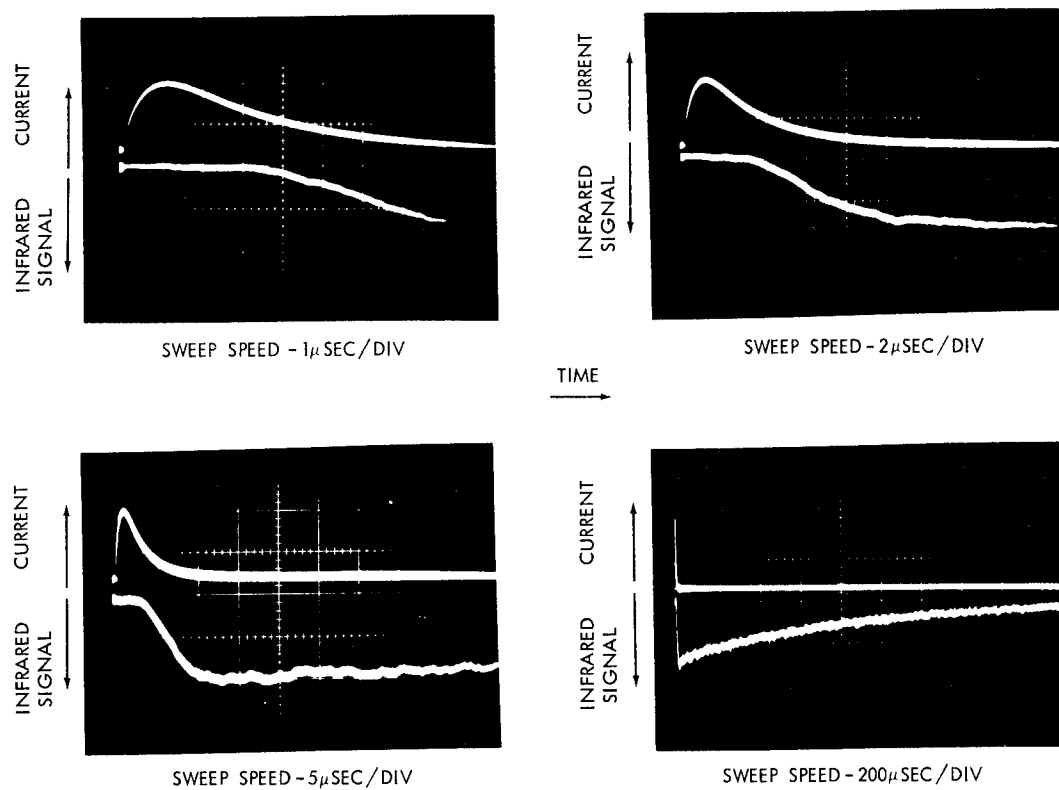 CURRENT
INFRARED
SIGNAL
SWEEP SPEED - 1μSEC/DIV
CURRENT
INFRARED
SIGNAL
SWEEP SPEED - 2μSEC/DIV
TIME
CURRENT
INFRARED
SIGNAL
SWEEP SPEED - 5μSEC/DIV
CURRENT
INFRARED
SIGNAL
SWEEP SPEED - 200μSEC/DIV